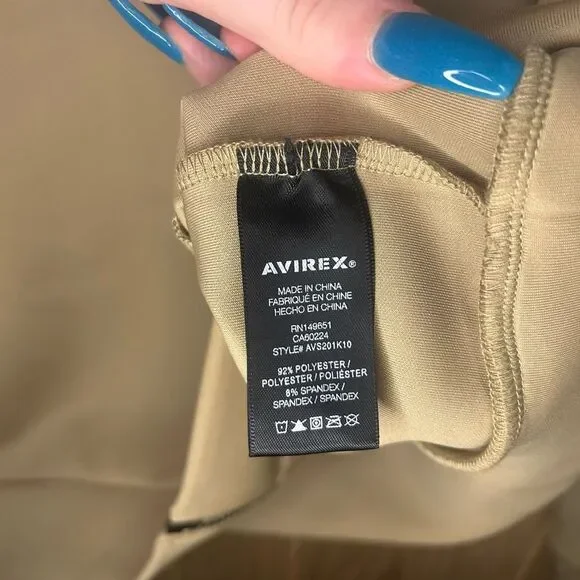 AVIREX®
MADE IN CHINA
FABRIQUÉ EN CHINE
HECHO EN CHINA
RN149651
CA60224
STYLE# AVS201K10
92% POLYESTER /
POLYESTER / POLIÉSTER
8% SPANDEX /
SPANDEX / SPANDEX